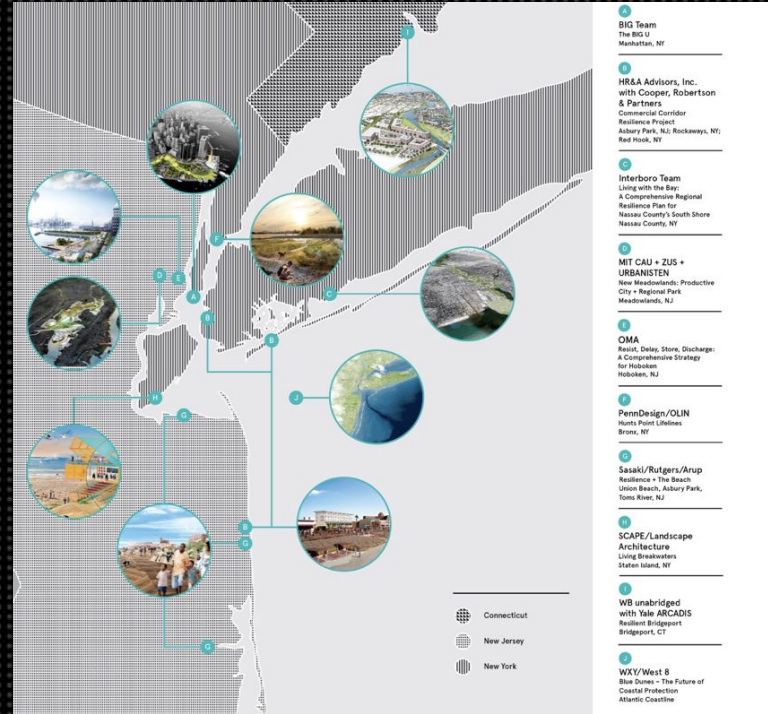 A
BIG Team
The BIG U
Manhattan, NY
B
HR&A Advisors, Inc.
with Cooper, Robertson
& Partners
Commercial Corridor
Resilience Project
Asbury Park, NJ; Rockaways, NY;
Red Hook, NY
C
Interboro Team
Living with the Bay:
A Comprehensive Regional
Resilience Plan for
Nassau County's South Shore
Nassau County, NY
D
MIT CAU + ZUS +
URBANISTEN
New Meadowlands: Productive
City + Regional Park
Meadowlands, NJ
E
OMA
Resist, Delay, Store, Discharge:
A Comprehensive Strategy
for Hoboken
Hoboken, NJ
F
PennDesign/OLIN
Hunts Point Lifelines
Bronx, NY
G
Sasaki/Rutgers/Arup
Resilience + The Beach
Union Beach, Asbury Park,
Toms River, NJ
H
SCAPE/Landscape
Architecture
Living Breakwaters
Staten Island, NY
I
WB unabridged
with Yale ARCADIS
Resilient Bridgeport
Bridgeport, CT
J
WXY/West 8
Blue Dunes – The Future of
Coastal Protection
Atlantic Coastline
I
F
D
E
A
C
B
B
H
J
G
B
G
G
Connecticut
New Jersey
New York